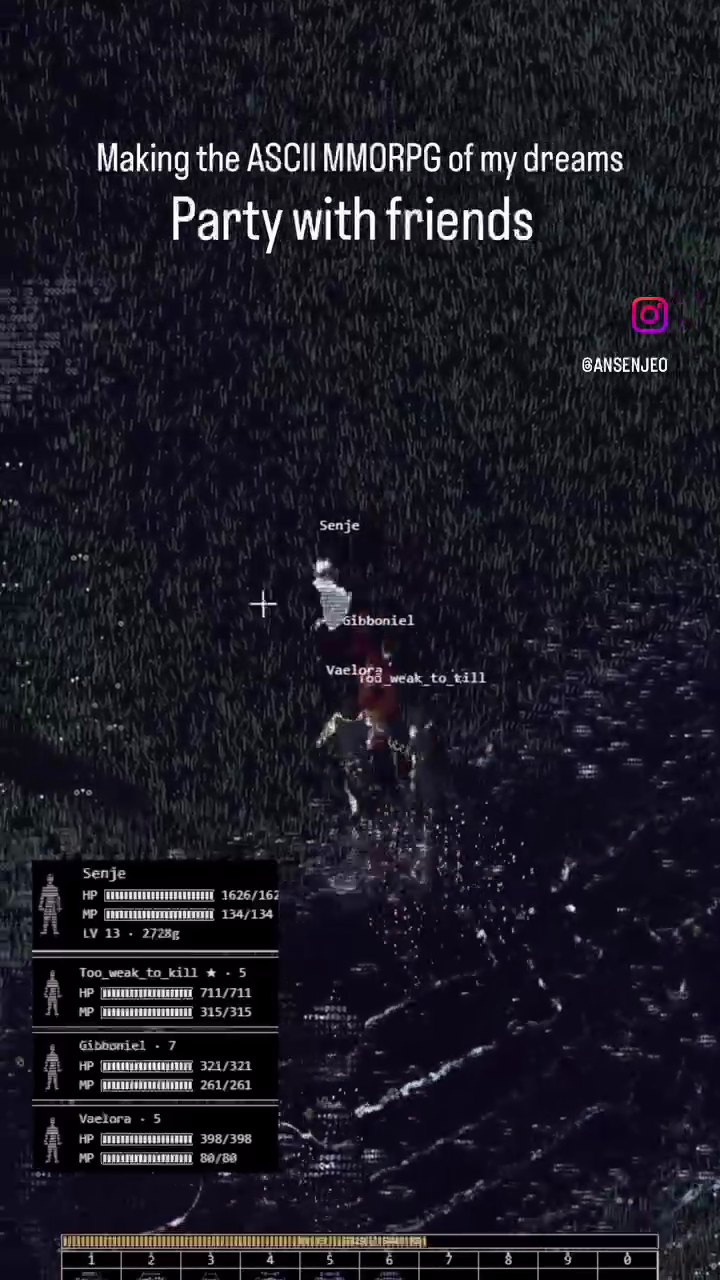 Making the ASCII MMORPG of my dreams
Party with friends
@ANSENJEO
Senje
Gibboniel
Vaelora
Too_weak_to_kill
Senje
HP 1626/162
MP 134/134
LV 13 · 2728g
Too_weak_to_kill ★ · 5
HP 711/711
MP 315/315
Gibboniel · 7
HP 321/321
MP 261/261
Vaelora · 5
HP 398/398
MP 80/80
1 2 3 4 5 6 7 8 9 0